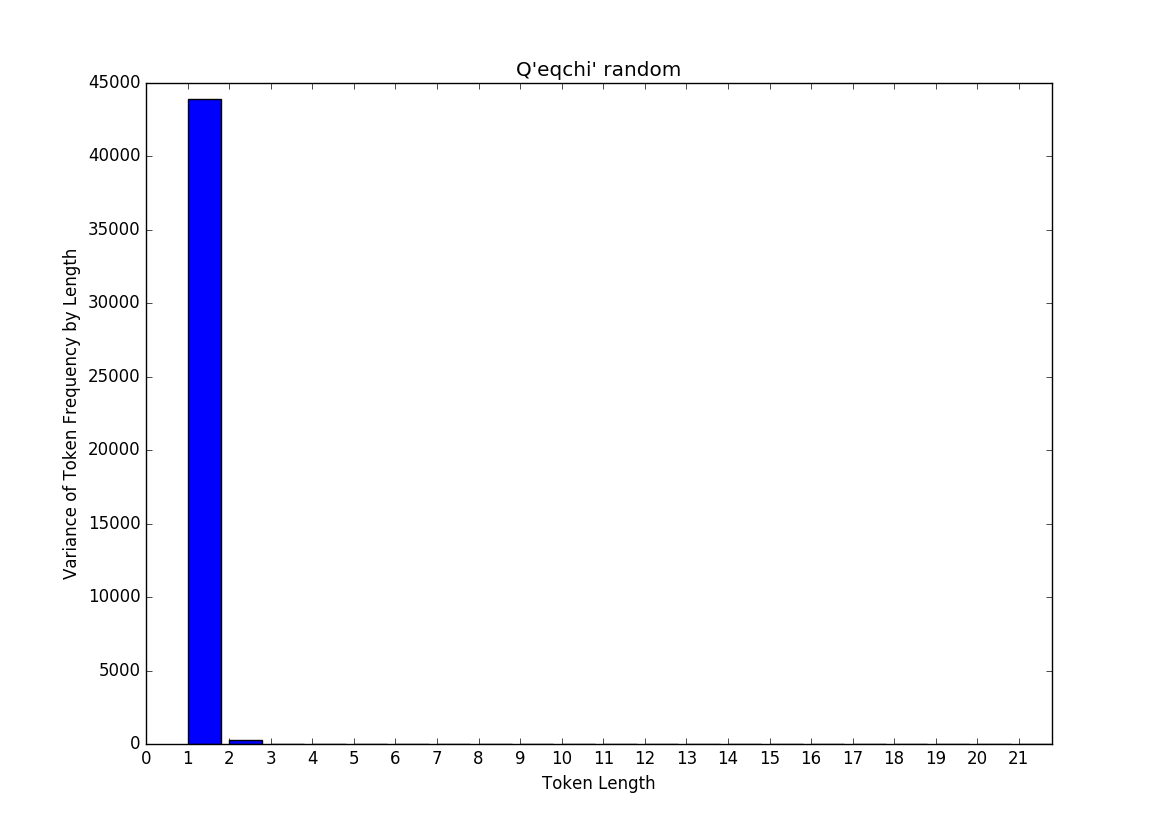 Q'eqchi' random
45000
40000
35000
30000
25000
20000
15000
10000
5000
0
Variance of Token Frequency by Length
0 1 2 3 4 5 6 7 8 9 10 11 12 13 14 15 16 17 18 19 20 21
Token Length